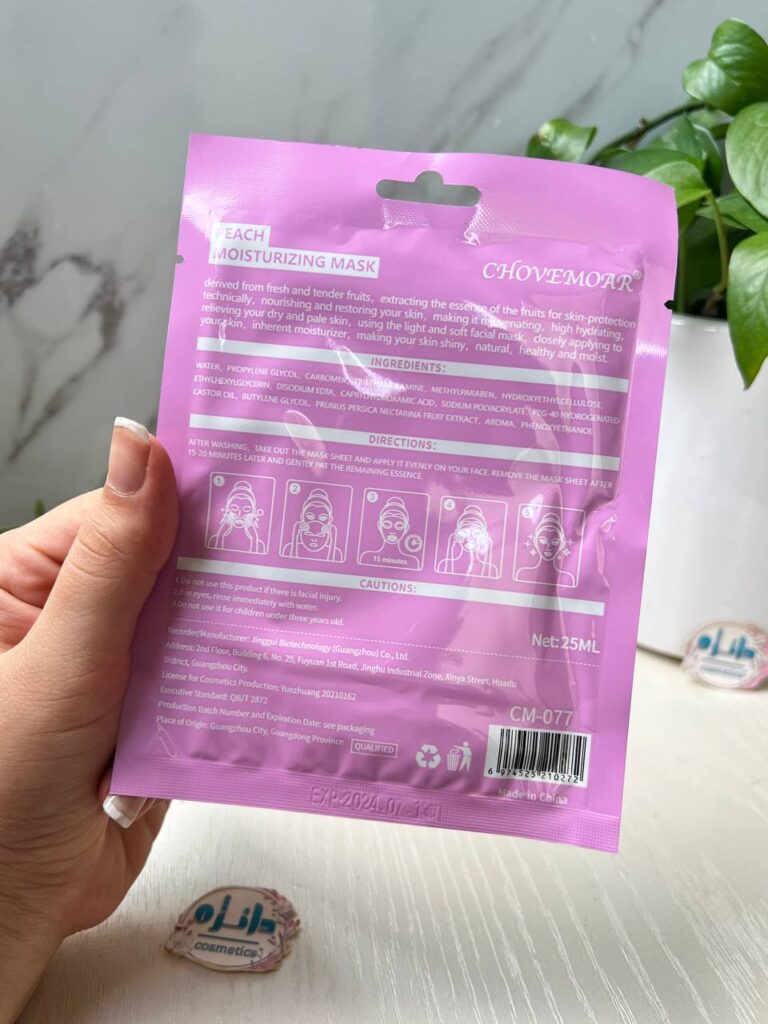 PEACH
MOISTURIZING MASK
CHOVEMOAR®
derived from fresh and tender fruits, extracting the essence of the fruits for skin-protection
technically, nourishing and restoring your skin, making it rejuvenating, high hydrating,
relieving your dry and pale skin, using the light and soft facial mask, closely applying to
your skin, inherent moisturizer, making your skin shiny, natural, healthy and moist.
INGREDIENTS:
WATER, PROPYLENE GLYCOL, CARBOMER, TRIETHANOLAMINE, METHYLPARABEN, HYDROXYETHYLCELLULOSE,
ETHYLHEXYLGLYCERIN, DISODIUM EDTA, CAPRYLHYDROXAMIC ACID, SODIUM POLYACRYLATE, PEG-40 HYDROGENATED
CASTOR OIL, BUTYLENE GLYCOL, PRUNUS PERSICA NECTARINA FRUIT EXTRACT, AROMA, PHENOXYETHANOL
DIRECTIONS:
AFTER WASHING, TAKE OUT THE MASK SHEET AND APPLY IT EVENLY ON YOUR FACE. REMOVE THE MASK SHEET AFTER
15-20 MINUTES LATER AND GENTLY PAT THE REMAINING ESSENCE.
1 2 3 4 5
15 minutes
CAUTIONS:
1.Do not use this product if there is facial injury.
2.If in eyes, rinse immediately with water.
3.Do not use it for children under three years old.
Net:25ML
Recorder/Manufacturer: Jinggui Biotechnology (Guangzhou) Co., Ltd.
Address: 2nd Floor, Building 6, No. 25, Fuyuan 1st Road, Jinghu Industrial Zone, Xinya Street, Huadu
District, Guangzhou City.
License for Cosmetics Production: Yuezhuang 20210162
Executive Standard: QB/T 2872
Production Batch Number and Expiration Date: see packaging
Place of Origin: Guangzhou City, Guangdong Province
QUALIFIED
CM-077
6 974525 210272
Made in China
EXP:2024.07
دانژه
cosmetics
دانژه